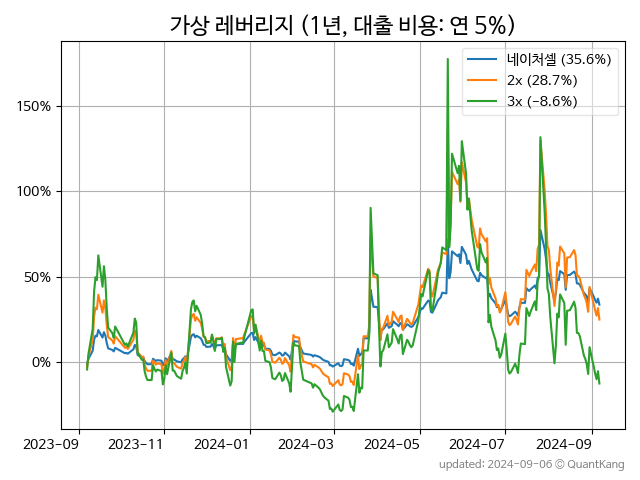 가상 레버리지 (1년, 대출 비용: 연 5%)
네이처셀 (35.6%)
2x (28.7%)
3x (-8.6%)
150%
100%
50%
0%
2023-09 2023-11 2024-01 2024-03 2024-05 2024-07 2024-09
updated: 2024-09-06 © QuantKang